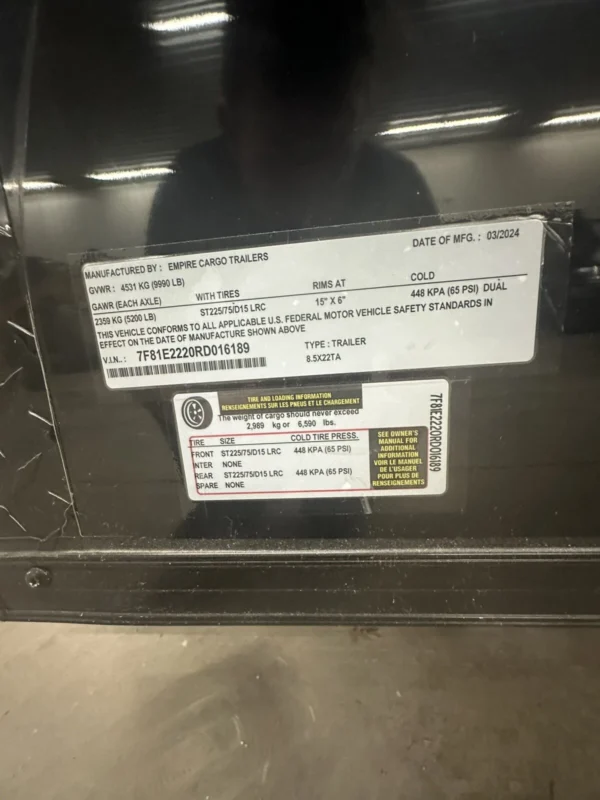 MANUFACTURED BY : EMPIRE CARGO TRAILERS DATE OF MFG. : 03/2024
GVWR : 4531 KG (9990 LB)
GAWR (EACH AXLE) WITH TIRES RIMS AT COLD
2359 KG (5200 LB) ST225/75/D15 LRC 15" X 6" 448 KPA (65 PSI) DUAL
THIS VEHICLE CONFORMS TO ALL APPLICABLE U.S. FEDERAL MOTOR VEHICLE SAFETY STANDARDS IN
EFFECT ON THE DATE OF MANUFACTURE SHOWN ABOVE
V.I.N. : 7F81E2220RD016189 TYPE : TRAILER
8.5X22TA
TIRE AND LOADING INFORMATION
RENSEIGNEMENTS SUR LES PNEUS ET LE CHARGEMENT
The weight of cargo should never exceed
2,989 kg or 6,590 lbs.
TIRE SIZE COLD TIRE PRESS.
FRONT ST225/75/D15 LRC 448 KPA (65 PSI)
NTER NONE
REAR ST225/75/D15 LRC 448 KPA (65 PSI)
SPARE NONE
SEE OWNER'S
MANUAL FOR
ADDITIONAL
INFORMATION
VOIR LE MANUEL
DE L'USAGER
POUR PLUS DE
RENSEIGNEMENTS
7F81E2220RD016189